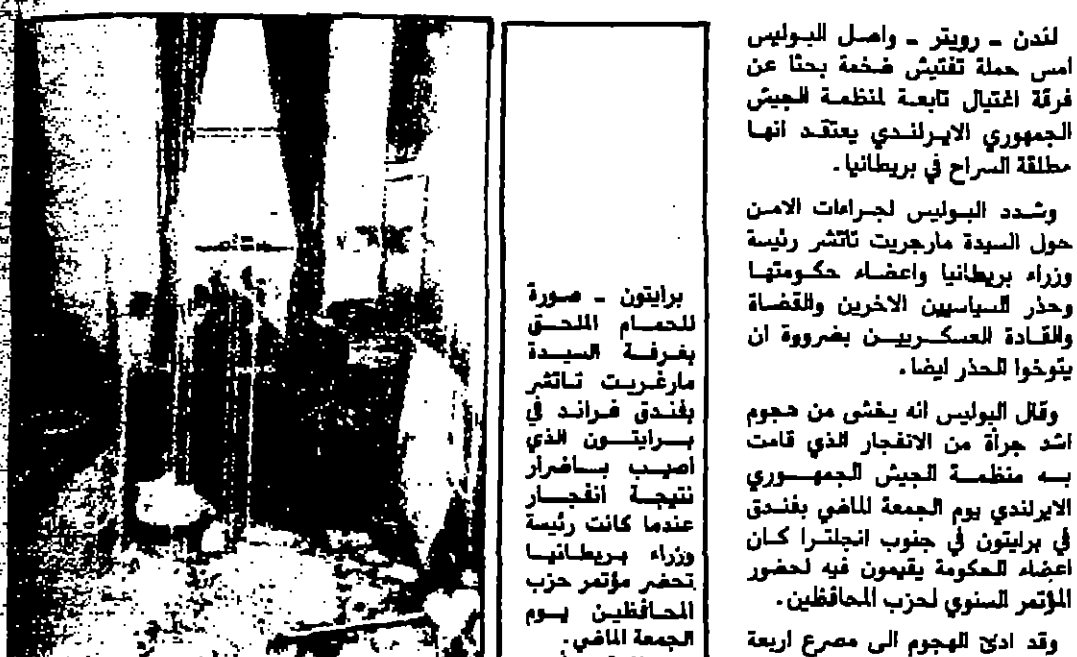 لندن ـ رويتر ـ واصل البوليس
امس حملة تفتيش ضخمة بحثا عن
فرقة اغتيال تابعة لمنظمة الجيش
الجمهوري الايرلندي يعتقد انها
مطلقة السراح في بريطانيا.
وشدد البوليس لجراءات الامن
حول السيدة مارجريت تاتشر رئيسة
وزراء بريطانيا واعضاء حكومتها
وحذر السياسيين الاخرين والقضاة
والقادة العسكريين بضرووة ان
يتوخوا الحذر ايضا.
وقال البوليس انه يخشى من هجوم
اشد جرأة من الانفجار الذي قامت
به منظمة الجيش الجمهوري
الايرلندي يوم الجمعة الماضي بفندق
في برايتون في جنوب انجلترا كان
اعضاء الحكومة يقيمون فيه لحضور
المؤتمر السنوي لحزب المحافظين.
وقد ادى الهجوم الى مصرع اربعة
برايتون ـ صورة
للحمام الملحق
بغرفة السيدة
مارغريت تاتشر
بفندق غراند في
برايتون الذي
اصيب باضرار
نتيجة انفجار
عندما كانت رئيسة
وزراء بريطانيا
تحضر مؤتمر حزب
المحافظين يوم
الجمعة الماضي.